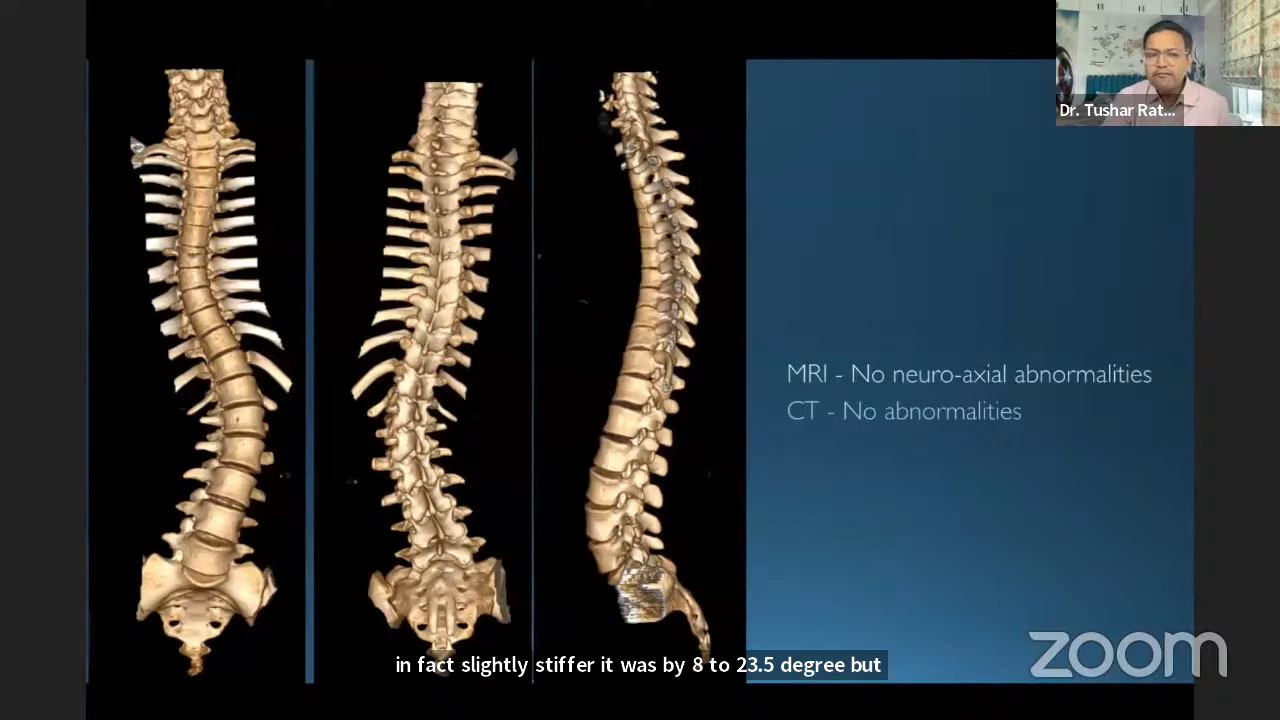 Dr. Tushar Rat...
MRI - No neuro-axial abnormalities
CT - No abnormalities
zoom
in fact slightly stiffer it was by 8 to 23.5 degree but